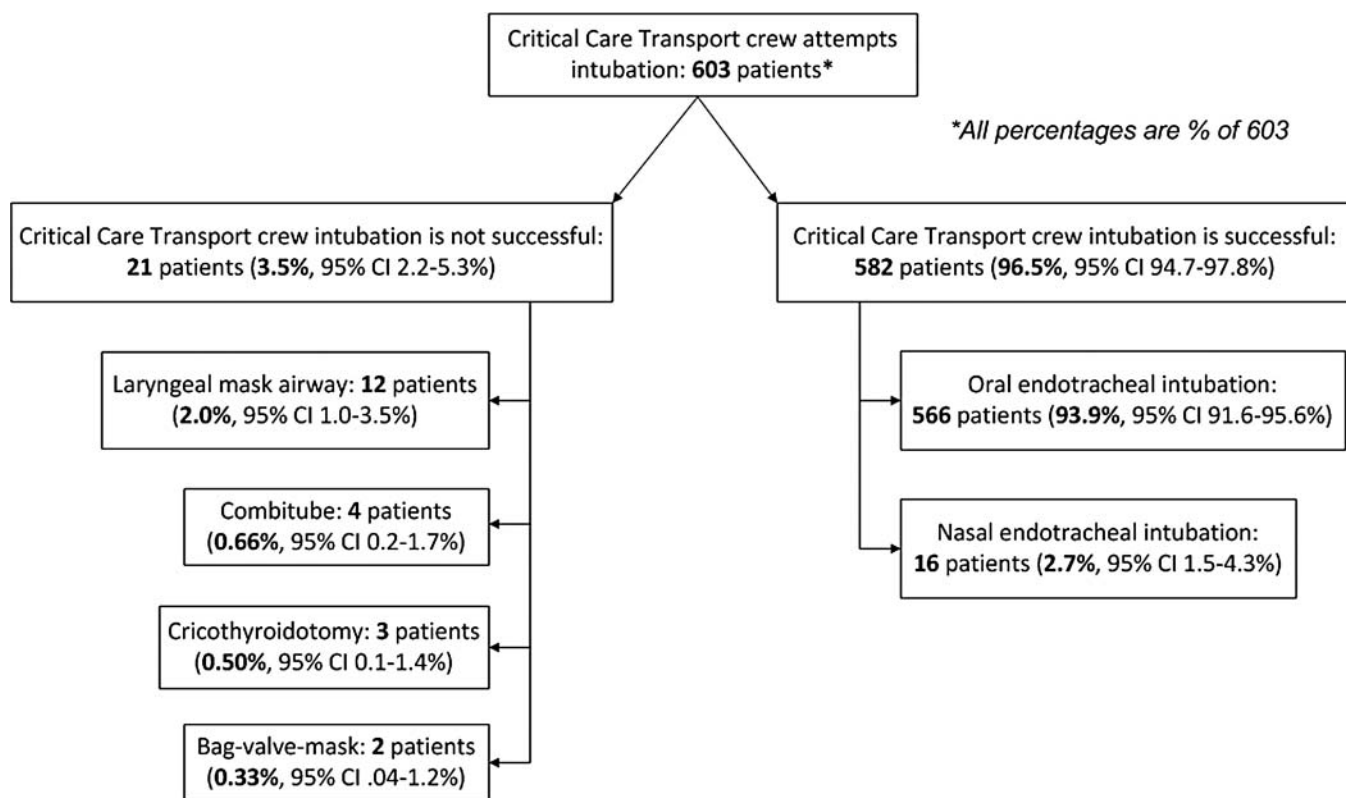 Critical Care Transport crew attempts
intubation: 603 patients*
*All percentages are % of 603
Critical Care Transport crew intubation is not successful:
21 patients (3.5%, 95% CI 2.2-5.3%)
Critical Care Transport crew intubation is successful:
582 patients (96.5%, 95% CI 94.7-97.8%)
Laryngeal mask airway: 12 patients
(2.0%, 95% CI 1.0-3.5%)
Combitube: 4 patients
(0.66%, 95% CI 0.2-1.7%)
Cricothyroidotomy: 3 patients
(0.50%, 95% CI 0.1-1.4%)
Bag-valve-mask: 2 patients
(0.33%, 95% CI .04-1.2%)
Oral endotracheal intubation:
566 patients (93.9%, 95% CI 91.6-95.6%)
Nasal endotracheal intubation:
16 patients (2.7%, 95% CI 1.5-4.3%)